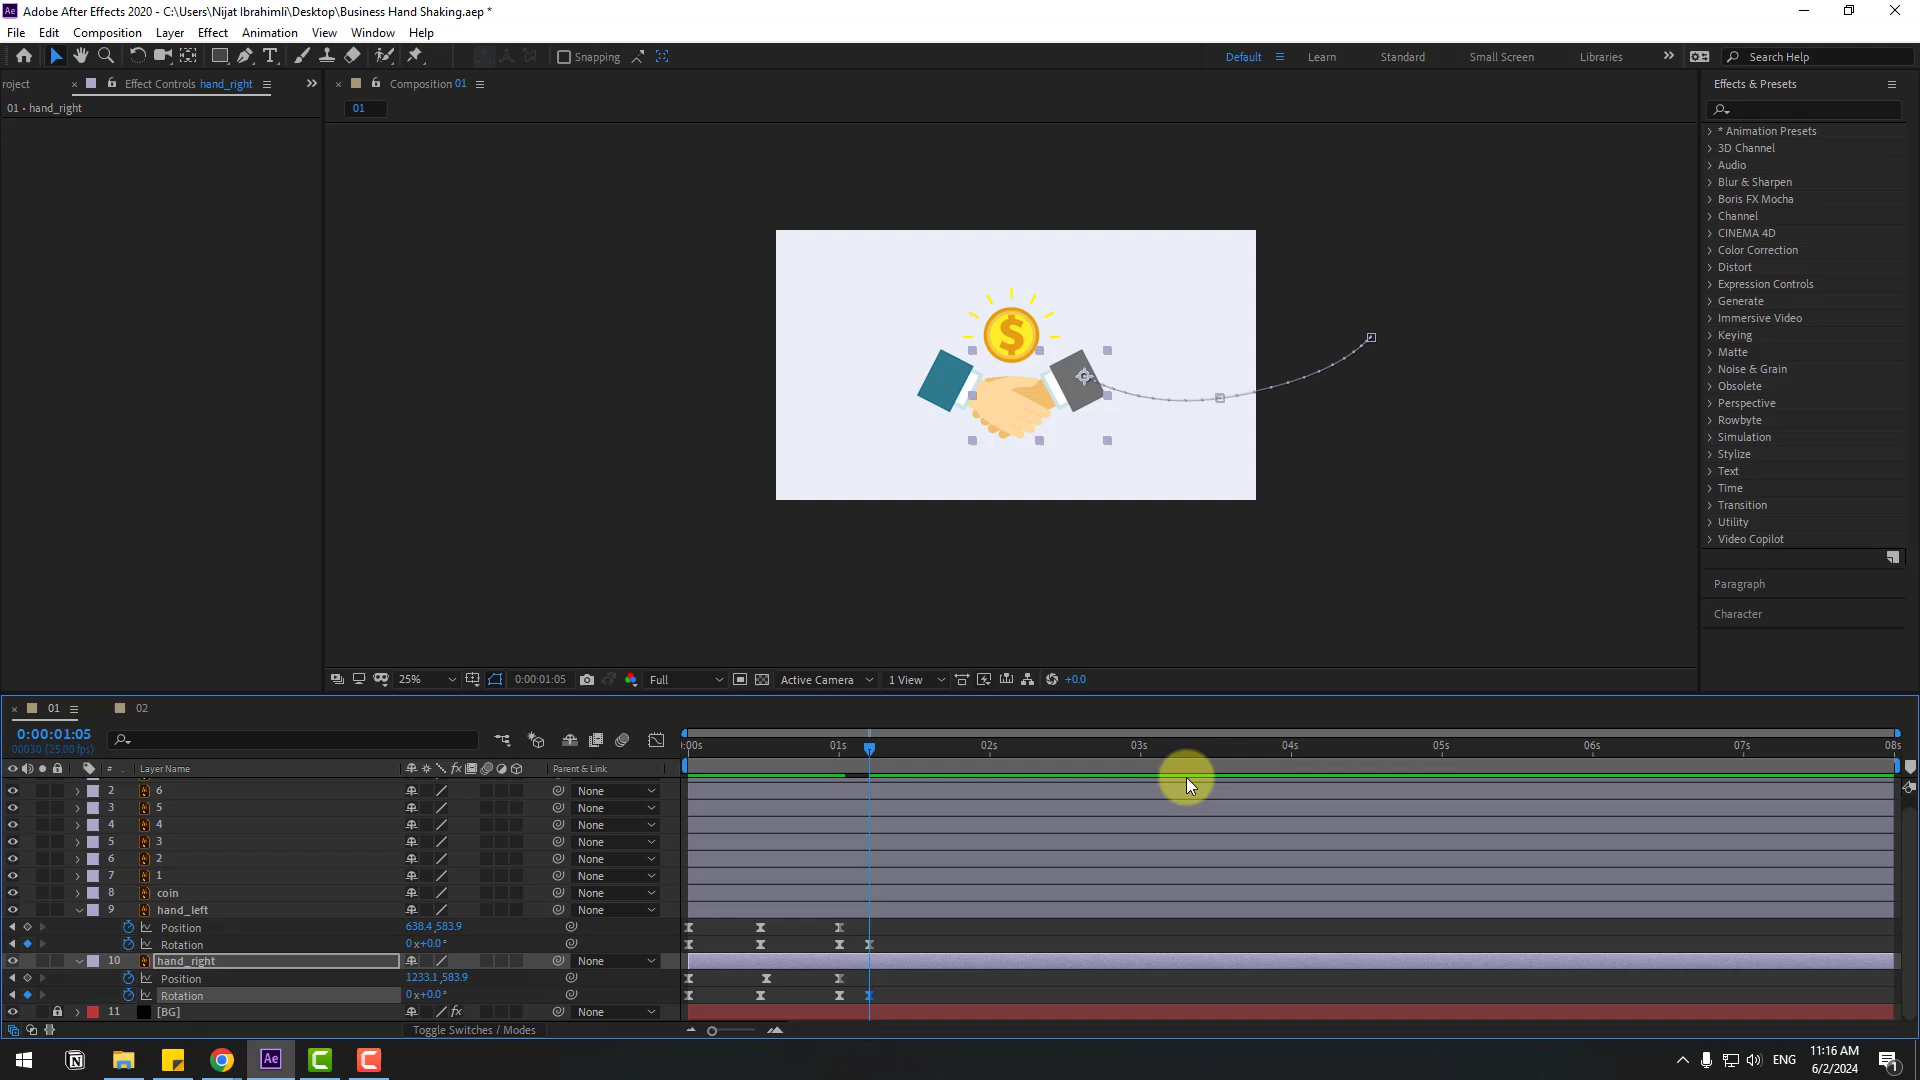 Adobe After Effects 2020 - C:\Users\Nijat Ibrahimli\Desktop\Business Hand Shaking.aep *
File Edit Composition Layer Effect Animation View Window Help
Snapping Default Learn Standard Small Screen Libraries Search Help
roject Effect Controls hand_right Composition 01 Effects & Presets
01 • hand_right
01
* Animation Presets
3D Channel
Audio
Blur & Sharpen
Boris FX Mocha
Channel
CINEMA 4D
Color Correction
Distort
Expression Controls
Generate
Immersive Video
Keying
Matte
Noise & Grain
Obsolete
Perspective
Rowbyte
Simulation
Stylize
Text
Time
Transition
Utility
Video Copilot
Paragraph
Character
$
25% 0:00:01:05 Full Active Camera 1 View +0.0
01 02
0:00:01:05
00030 (25.00 fps)
:00s 01s 02s 03s 04s 05s 06s 07s 08s
# Layer Name fx Parent & Link
2 6 None
3 5 None
4 4 None
5 3 None
6 2 None
7 1 None
8 coin None
9 hand_left None
Position 638.4,583.9
Rotation 0x+0.0°
10 hand_right None
Position 1233.1,583.9
Rotation 0x+0.0°
11 [BG] fx None
Toggle Switches / Modes
Ae ENG 11:16 AM
6/2/2024 1